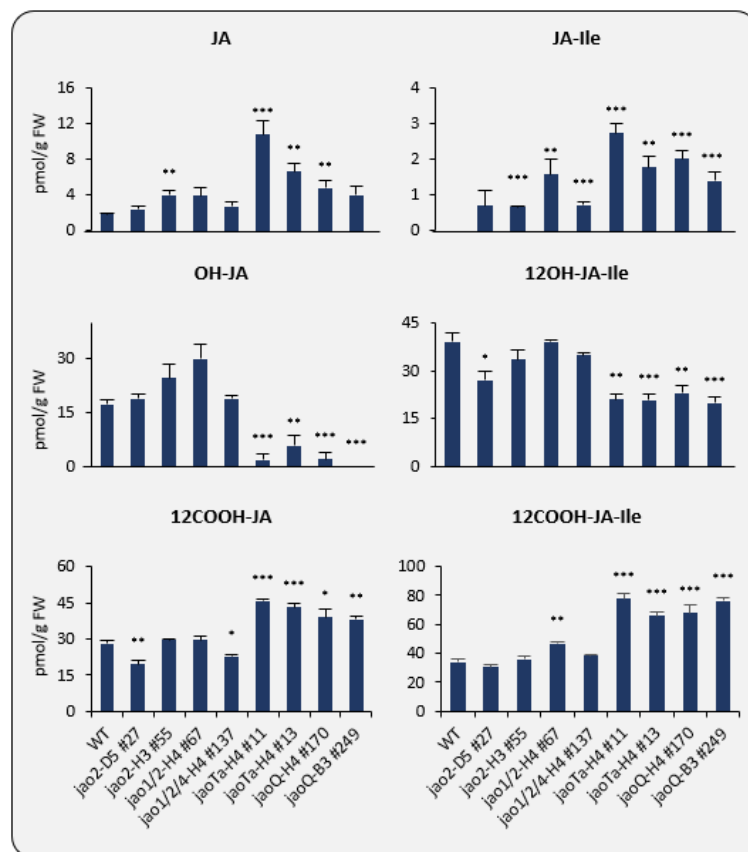 JA
JA-Ile
pmol/g FW
16
12
8
4
0
**
***
**
**
4
3
2
1
0
***
**
***
***
**
***
***
OH-JA
12OH-JA-Ile
pmol/g FW
30
15
0
***
**
***
***
45
30
15
0
*
**
***
**
***
12COOH-JA
12COOH-JA-Ile
pmol/g FW
60
45
30
15
0
**
*
***
***
*
**
100
80
60
40
20
0
**
***
***
***
***
WT
jao2-D5 #27
jao2-H3 #55
jao1/2-H4 #67
jao1/2/4-H4 #137
jaoTa-H4 #11
jaoTa-H4 #13
jaoQ-H4 #170
jaoQ-B3 #249
WT
jao2-D5 #27
jao2-H3 #55
jao1/2-H4 #67
jao1/2/4-H4 #137
jaoTa-H4 #11
jaoTa-H4 #13
jaoQ-H4 #170
jaoQ-B3 #249